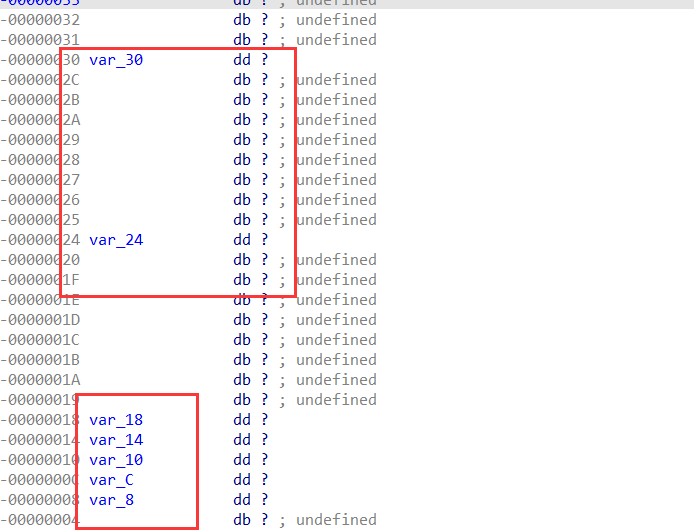 -00000033 db ? ; undefined
-00000032 db ? ; undefined
-00000031 db ? ; undefined
-00000030 var_30 dd ?
-0000002C db ? ; undefined
-0000002B db ? ; undefined
-0000002A db ? ; undefined
-00000029 db ? ; undefined
-00000028 db ? ; undefined
-00000027 db ? ; undefined
-00000026 db ? ; undefined
-00000025 db ? ; undefined
-00000024 var_24 dd ?
-00000020 db ? ; undefined
-0000001F db ? ; undefined
-0000001E db ? ; undefined
-0000001D db ? ; undefined
-0000001C db ? ; undefined
-0000001B db ? ; undefined
-0000001A db ? ; undefined
-00000019 db ? ; undefined
-00000018 var_18 dd ?
-00000014 var_14 dd ?
-00000010 var_10 dd ?
-0000000C var_C dd ?
-00000008 var_8 dd ?
-00000004 db ? ; undefined